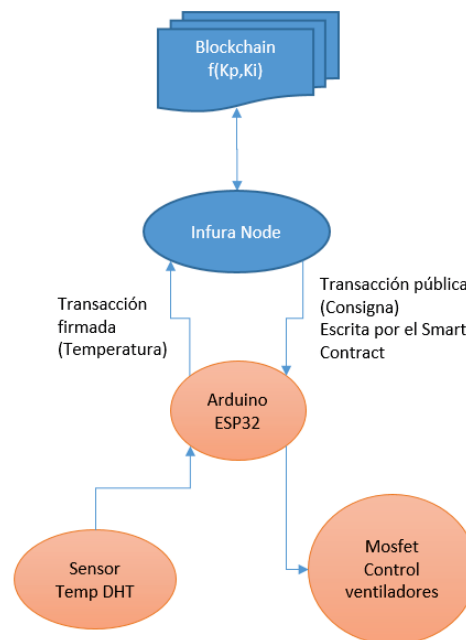 Blockchain
f(Kp,Ki)
Infura Node
Transacción
firmada
(Temperatura)
Transacción pública
(Consigna)
Escrita por el Smart
Contract
Arduino
ESP32
Sensor
Temp DHT
Mosfet
Control
ventiladores